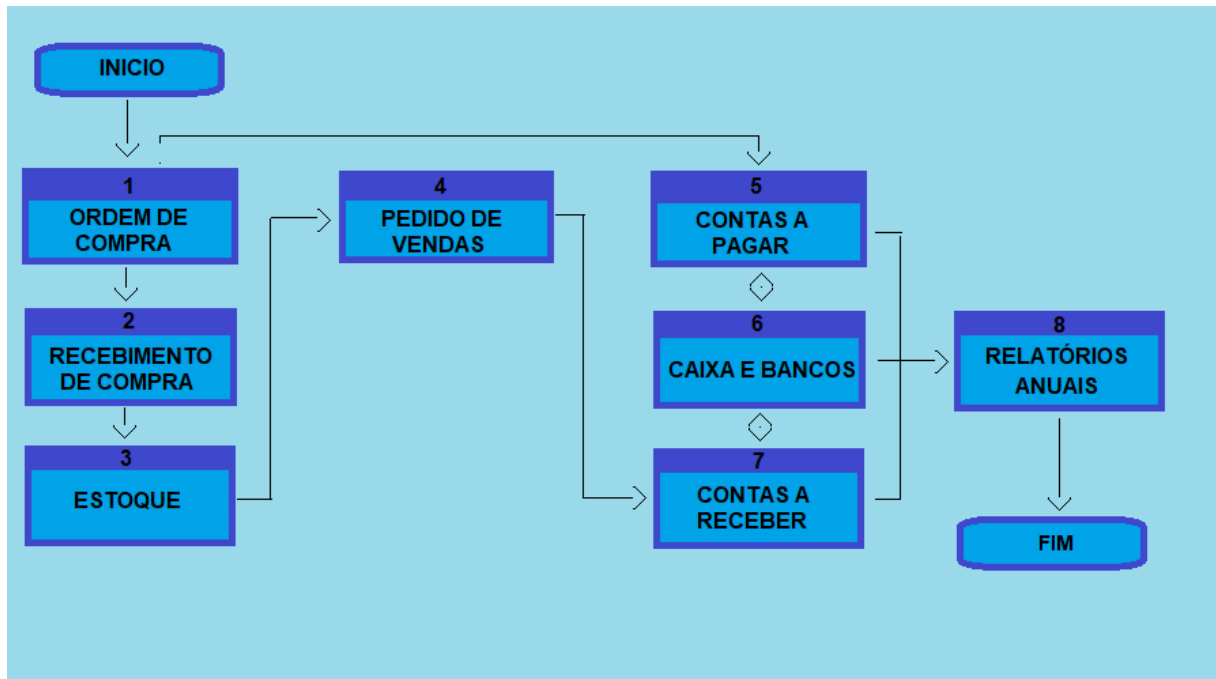 INICIO
1
ORDEM DE
COMPRA
2
RECEBIMENTO
DE COMPRA
3
ESTOQUE
4
PEDIDO DE
VENDAS
5
CONTAS A
PAGAR
6
CAIXA E BANCOS
7
CONTAS A
RECEBER
8
RELATÓRIOS
ANUAIS
FIM